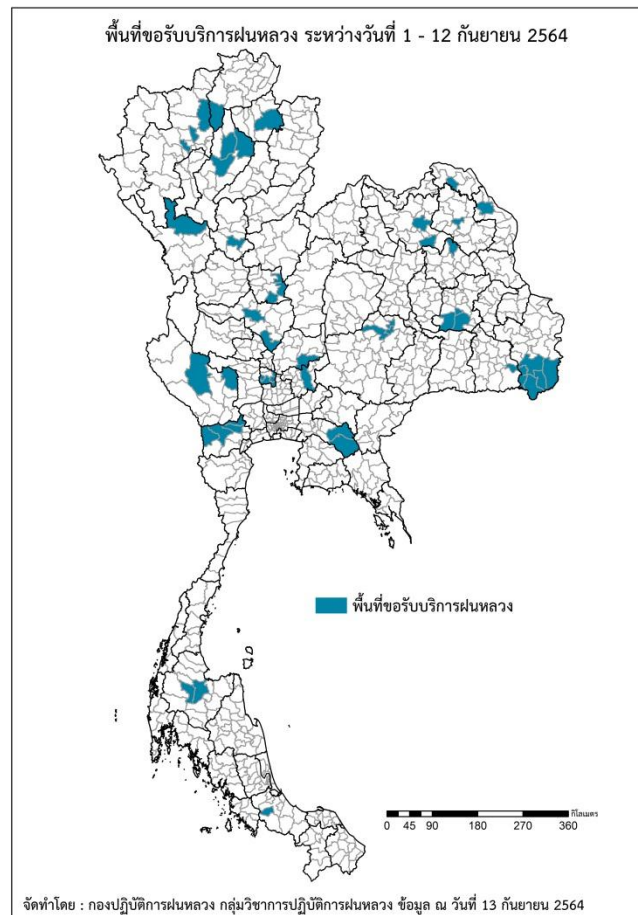 พื้นที่ขอรับบริการฝนหลวง ระหว่างวันที่ 1 - 12 กันยายน 2564
พื้นที่ขอรับบริการฝนหลวง
กิโลเมตร
0 45 90 180 270 360
จัดทำโดย : กองปฏิบัติการฝนหลวง กลุ่มวิชาการปฏิบัติการฝนหลวง ข้อมูล ณ วันที่ 13 กันยายน 2564